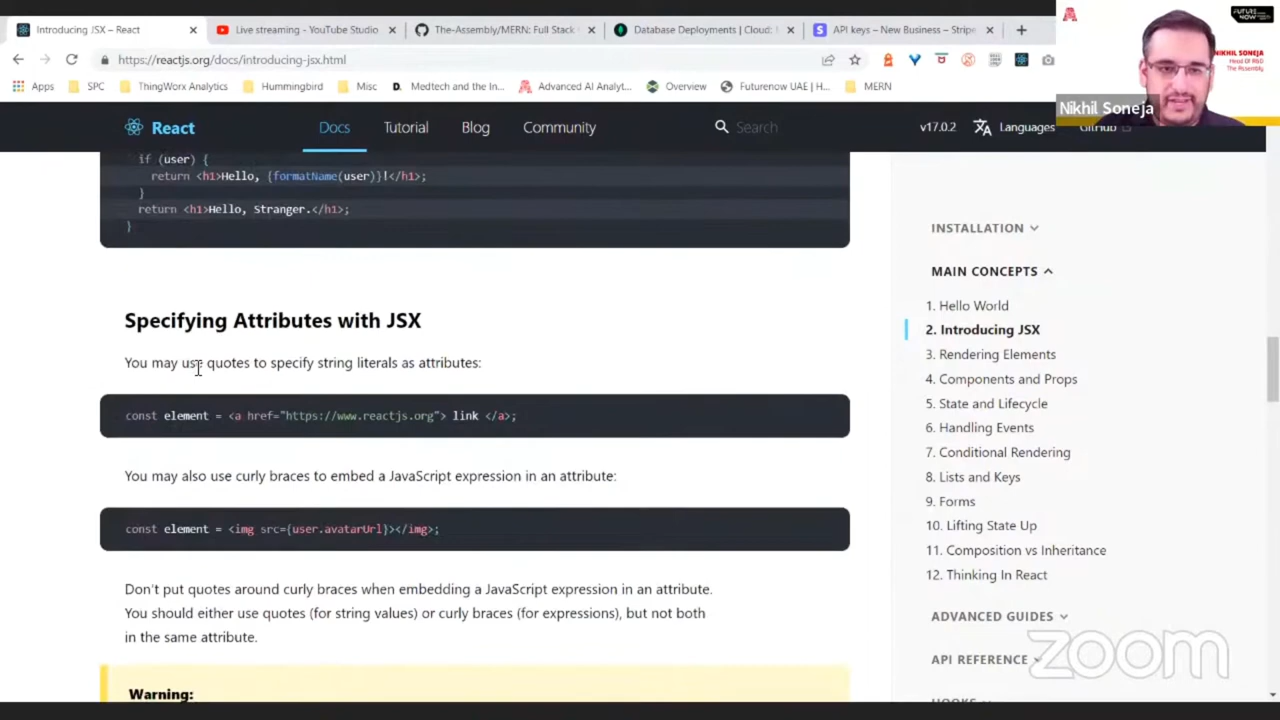 Introducing JSX – React
Live streaming - YouTube Studio
The-Assembly/MERN: Full Stack
Database Deployments | Cloud:
API keys – New Business – Stripe
https://reactjs.org/docs/introducing-jsx.html
Apps
SPC
ThingWorx Analytics
Hummingbird
Misc
Medtech and the In...
Advanced AI Analyt...
Overview
Futurenow UAE | H...
MERN
FUTURE
NOW
NIKHIL SONEJA
Head Of R&D
The Assembly
Nikhil Soneja
React
Docs
Tutorial
Blog
Community
Search
v17.0.2
Languages
GitHub
if (user) {
return <h1>Hello, {formatName(user)}!</h1>;
}
return <h1>Hello, Stranger.</h1>;
}
Specifying Attributes with JSX
You may use quotes to specify string literals as attributes:
const element = <a href="https://www.reactjs.org"> link </a>;
You may also use curly braces to embed a JavaScript expression in an attribute:
const element = <img src={user.avatarUrl}></img>;
Don't put quotes around curly braces when embedding a JavaScript expression in an attribute.
You should either use quotes (for string values) or curly braces (for expressions), but not both
in the same attribute.
Warning:
INSTALLATION
MAIN CONCEPTS
1. Hello World
2. Introducing JSX
3. Rendering Elements
4. Components and Props
5. State and Lifecycle
6. Handling Events
7. Conditional Rendering
8. Lists and Keys
9. Forms
10. Lifting State Up
11. Composition vs Inheritance
12. Thinking In React
ADVANCED GUIDES
API REFERENCE
HOOKS
zoom